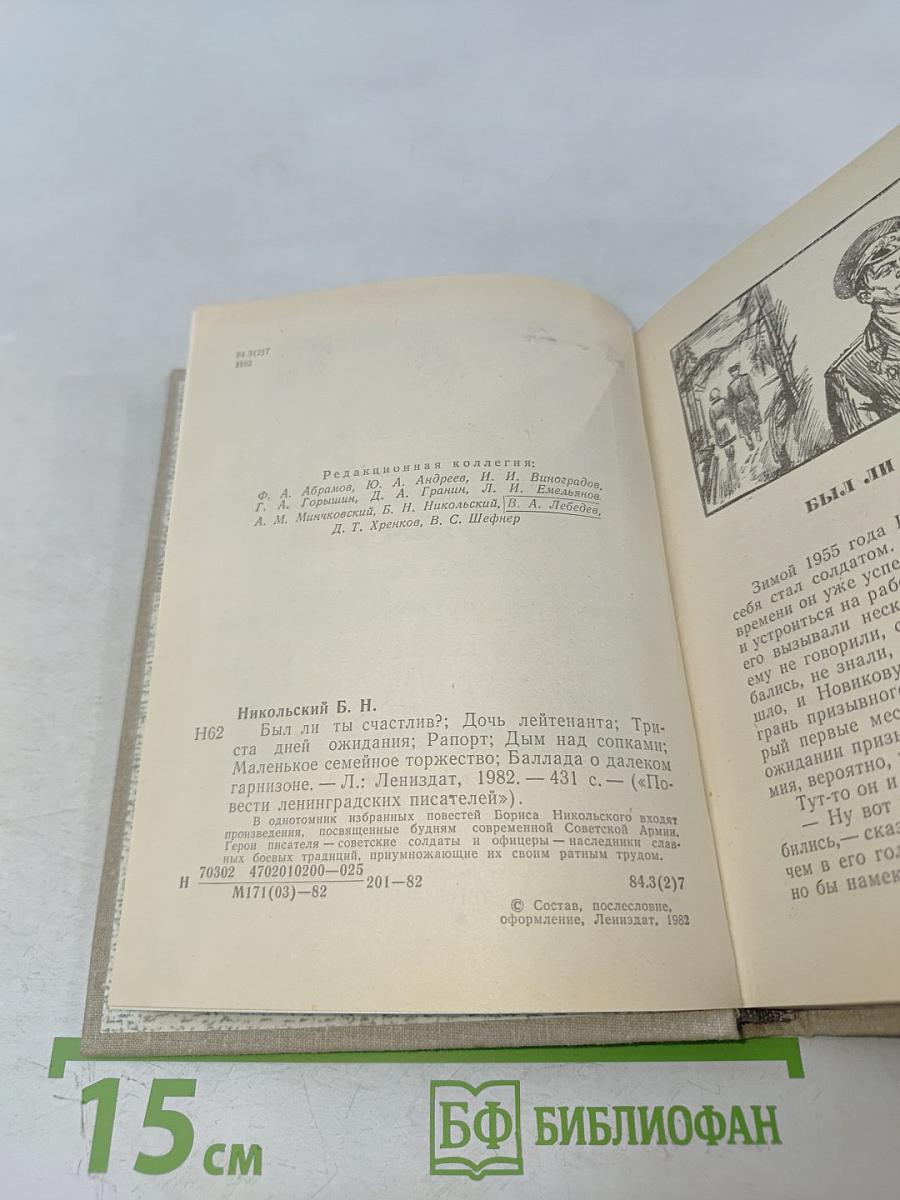 84.3(2)7
Н62
Редакционная коллегия:
Ф. А. Абрамов, Ю. А. Андреев, И. И. Виноградов,
Г. А. Горышин, Д. А. Гранин, Л. И. Емельянов,
А. М. Минчковский, Б. Н. Никольский, В. А. Лебедев,
Д. Т. Хренков, В. С. Шефнер
Никольский Б. Н.
Н62 Был ли ты счастлив?; Дочь лейтенанта; Три-
ста дней ожидания; Рапорт; Дым над сопками;
Маленькое семейное торжество; Баллада о далеком
гарнизоне. — Л.: Лениздат, 1982. — 431 с. — («По-
вести ленинградских писателей»).
В однотомник избранных повестей Бориса Никольского входят
произведения, посвященные будням современной Советской Армии.
Герои писателя — советские солдаты и офицеры — наследники слав-
ных боевых традиций, приумножающие их своим ратным трудом.
Н 70302 4702010200—025
М171(03)—82 201—82 84.3(2)7
© Состав, послесловие,
оформление, Лениздат, 1982
БЫЛ ЛИ
Зимой 1955 года
себя стал солдатом.
времени он уже успе
и устроиться на раб
его вызывали неск
ему не говорили, с
бались, не знали,
шло, и Новикову
грань призывного
рый первые мес
ожидании призы
мия, вероятно,
Тут-то он и
— Ну вот
бились,— сказ
чем в его гол
но бы намек
15 см
БФ БИБЛИОФАН